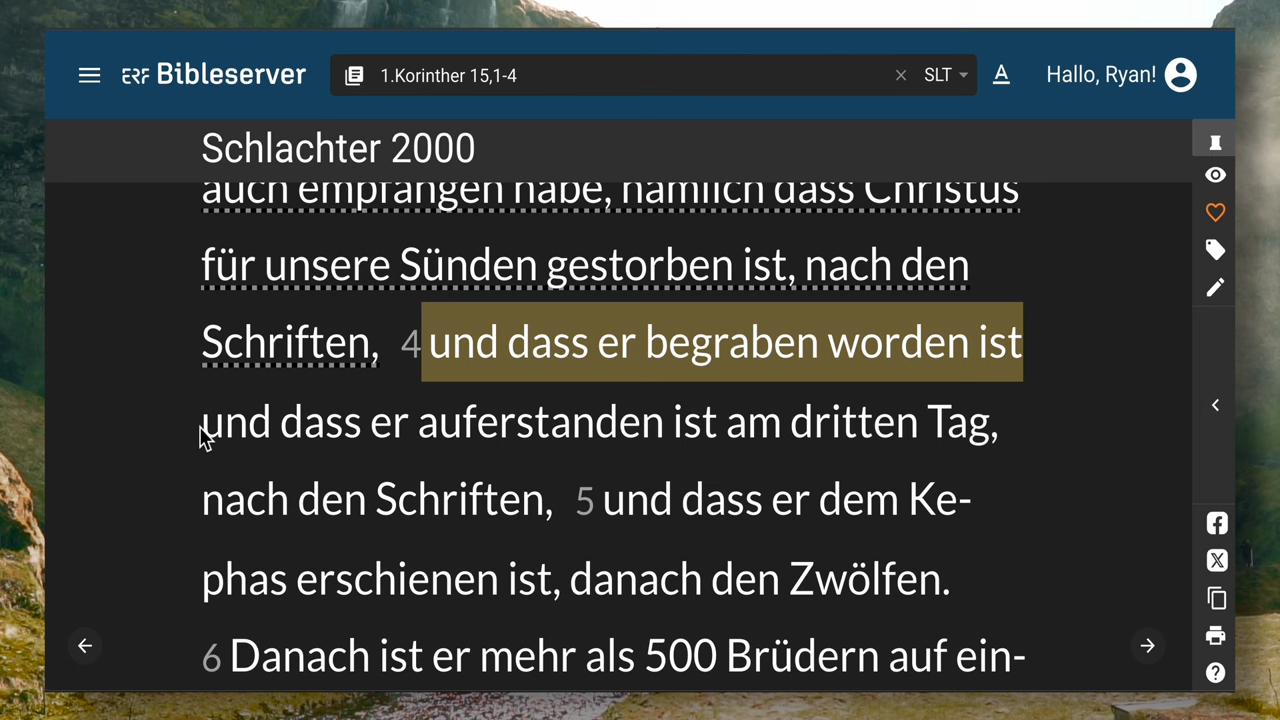 ERF Bibleserver
1.Korinther 15,1-4
SLT
A
Hallo, Ryan!
Schlachter 2000
auch empfangen habe, nämlich dass Christus
für unsere Sünden gestorben ist, nach den
Schriften, 4 und dass er begraben worden ist
und dass er auferstanden ist am dritten Tag,
nach den Schriften, 5 und dass er dem Ke-
phas erschienen ist, danach den Zwölfen.
6 Danach ist er mehr als 500 Brüdern auf ein-